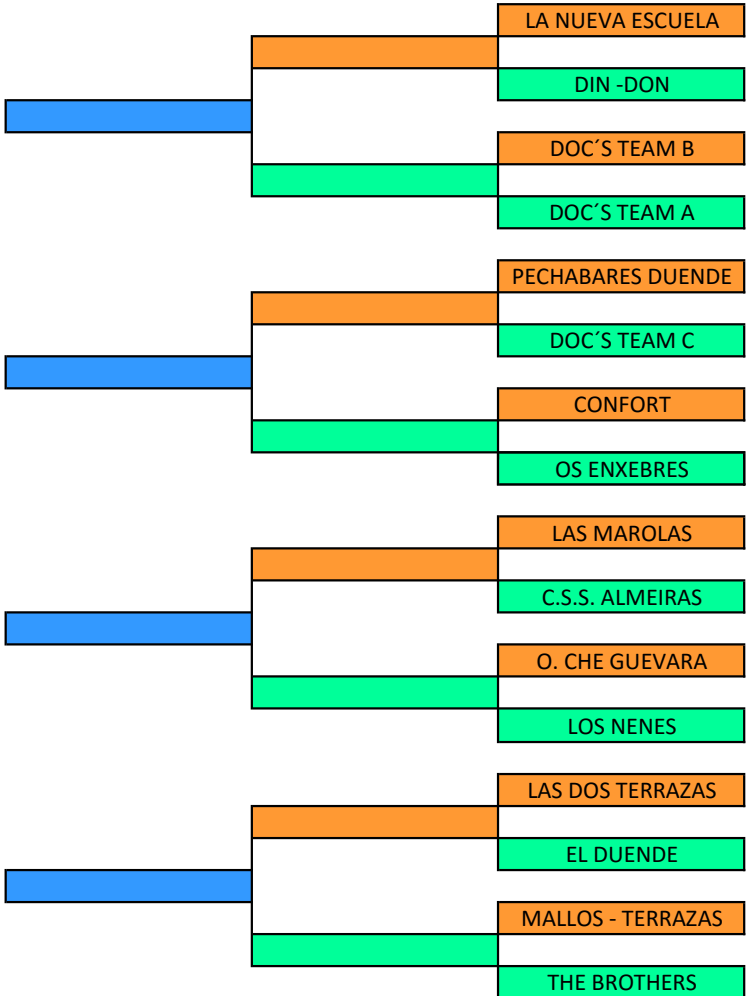 LA NUEVA ESCUELA
DIN -DON
DOC´S TEAM B
DOC´S TEAM A
PECHABARES DUENDE
DOC´S TEAM C
CONFORT
OS ENXEBRES
LAS MAROLAS
C.S.S. ALMEIRAS
O. CHE GUEVARA
LOS NENES
LAS DOS TERRAZAS
EL DUENDE
MALLOS - TERRAZAS
THE BROTHERS